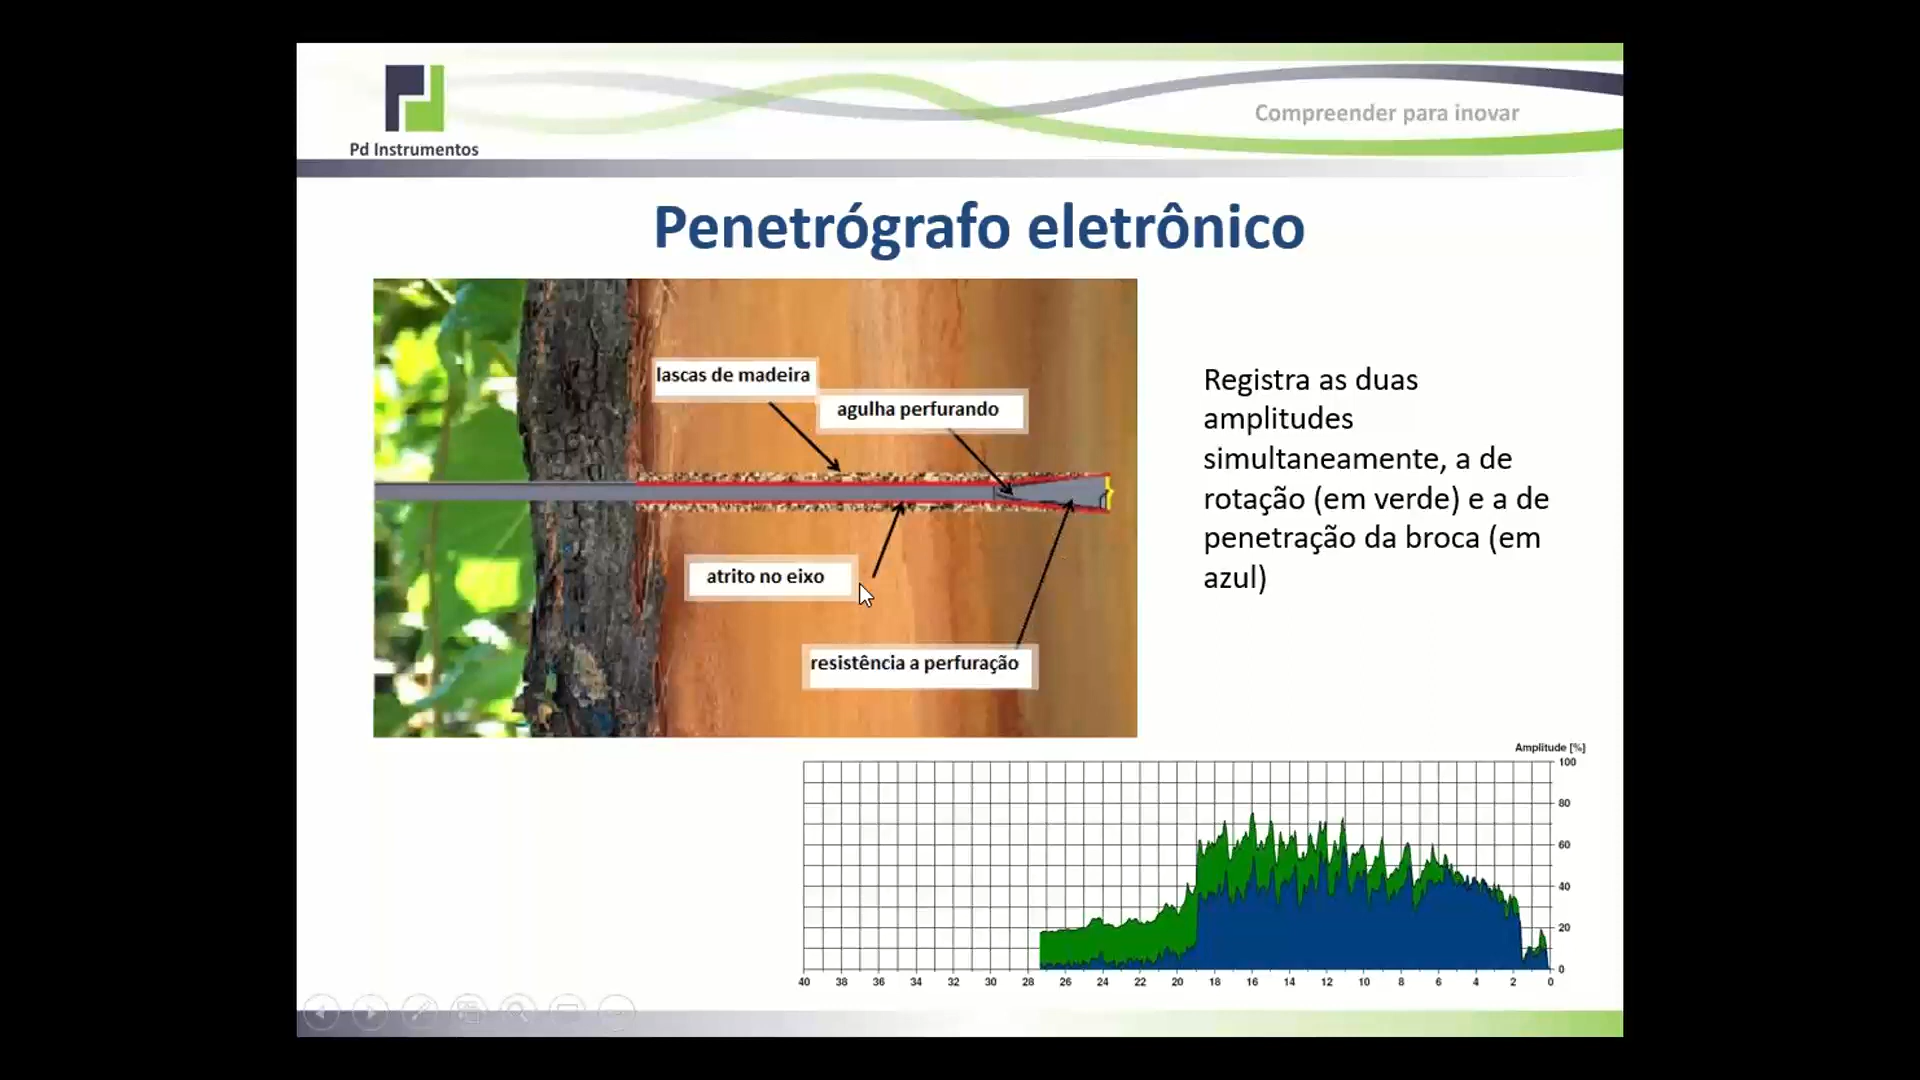 Compreender para inovar
Pd Instrumentos
Penetrógrafo eletrônico
lascas de madeira
agulha perfurando
atrito no eixo
resistência a perfuração
Registra as duas
amplitudes
simultaneamente, a de
rotação (em verde) e a de
penetração da broca (em
azul)
Amplitude [%]
100
80
60
40
20
0
40 38 36 34 32 30 28 26 24 22 20 18 16 14 12 10 8 6 4 2 0